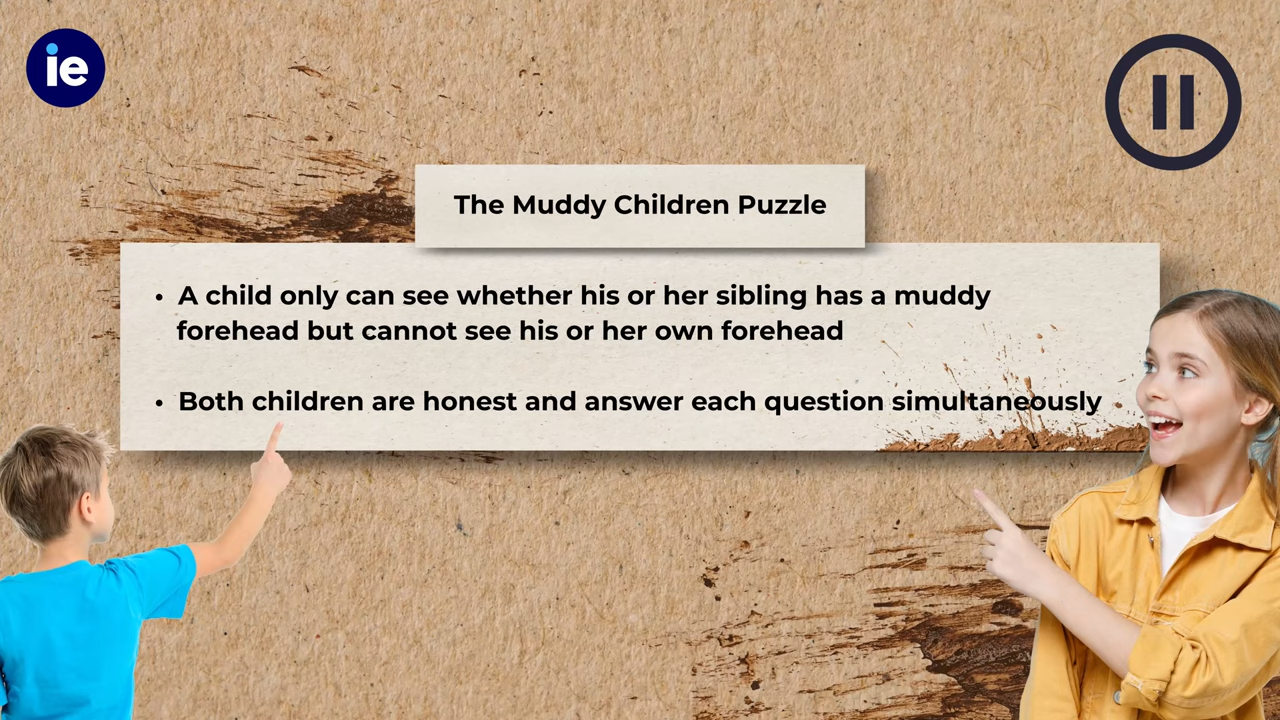 ie
The Muddy Children Puzzle
• A child only can see whether his or her sibling has a muddy
forehead but cannot see his or her own forehead
• Both children are honest and answer each question simultaneously